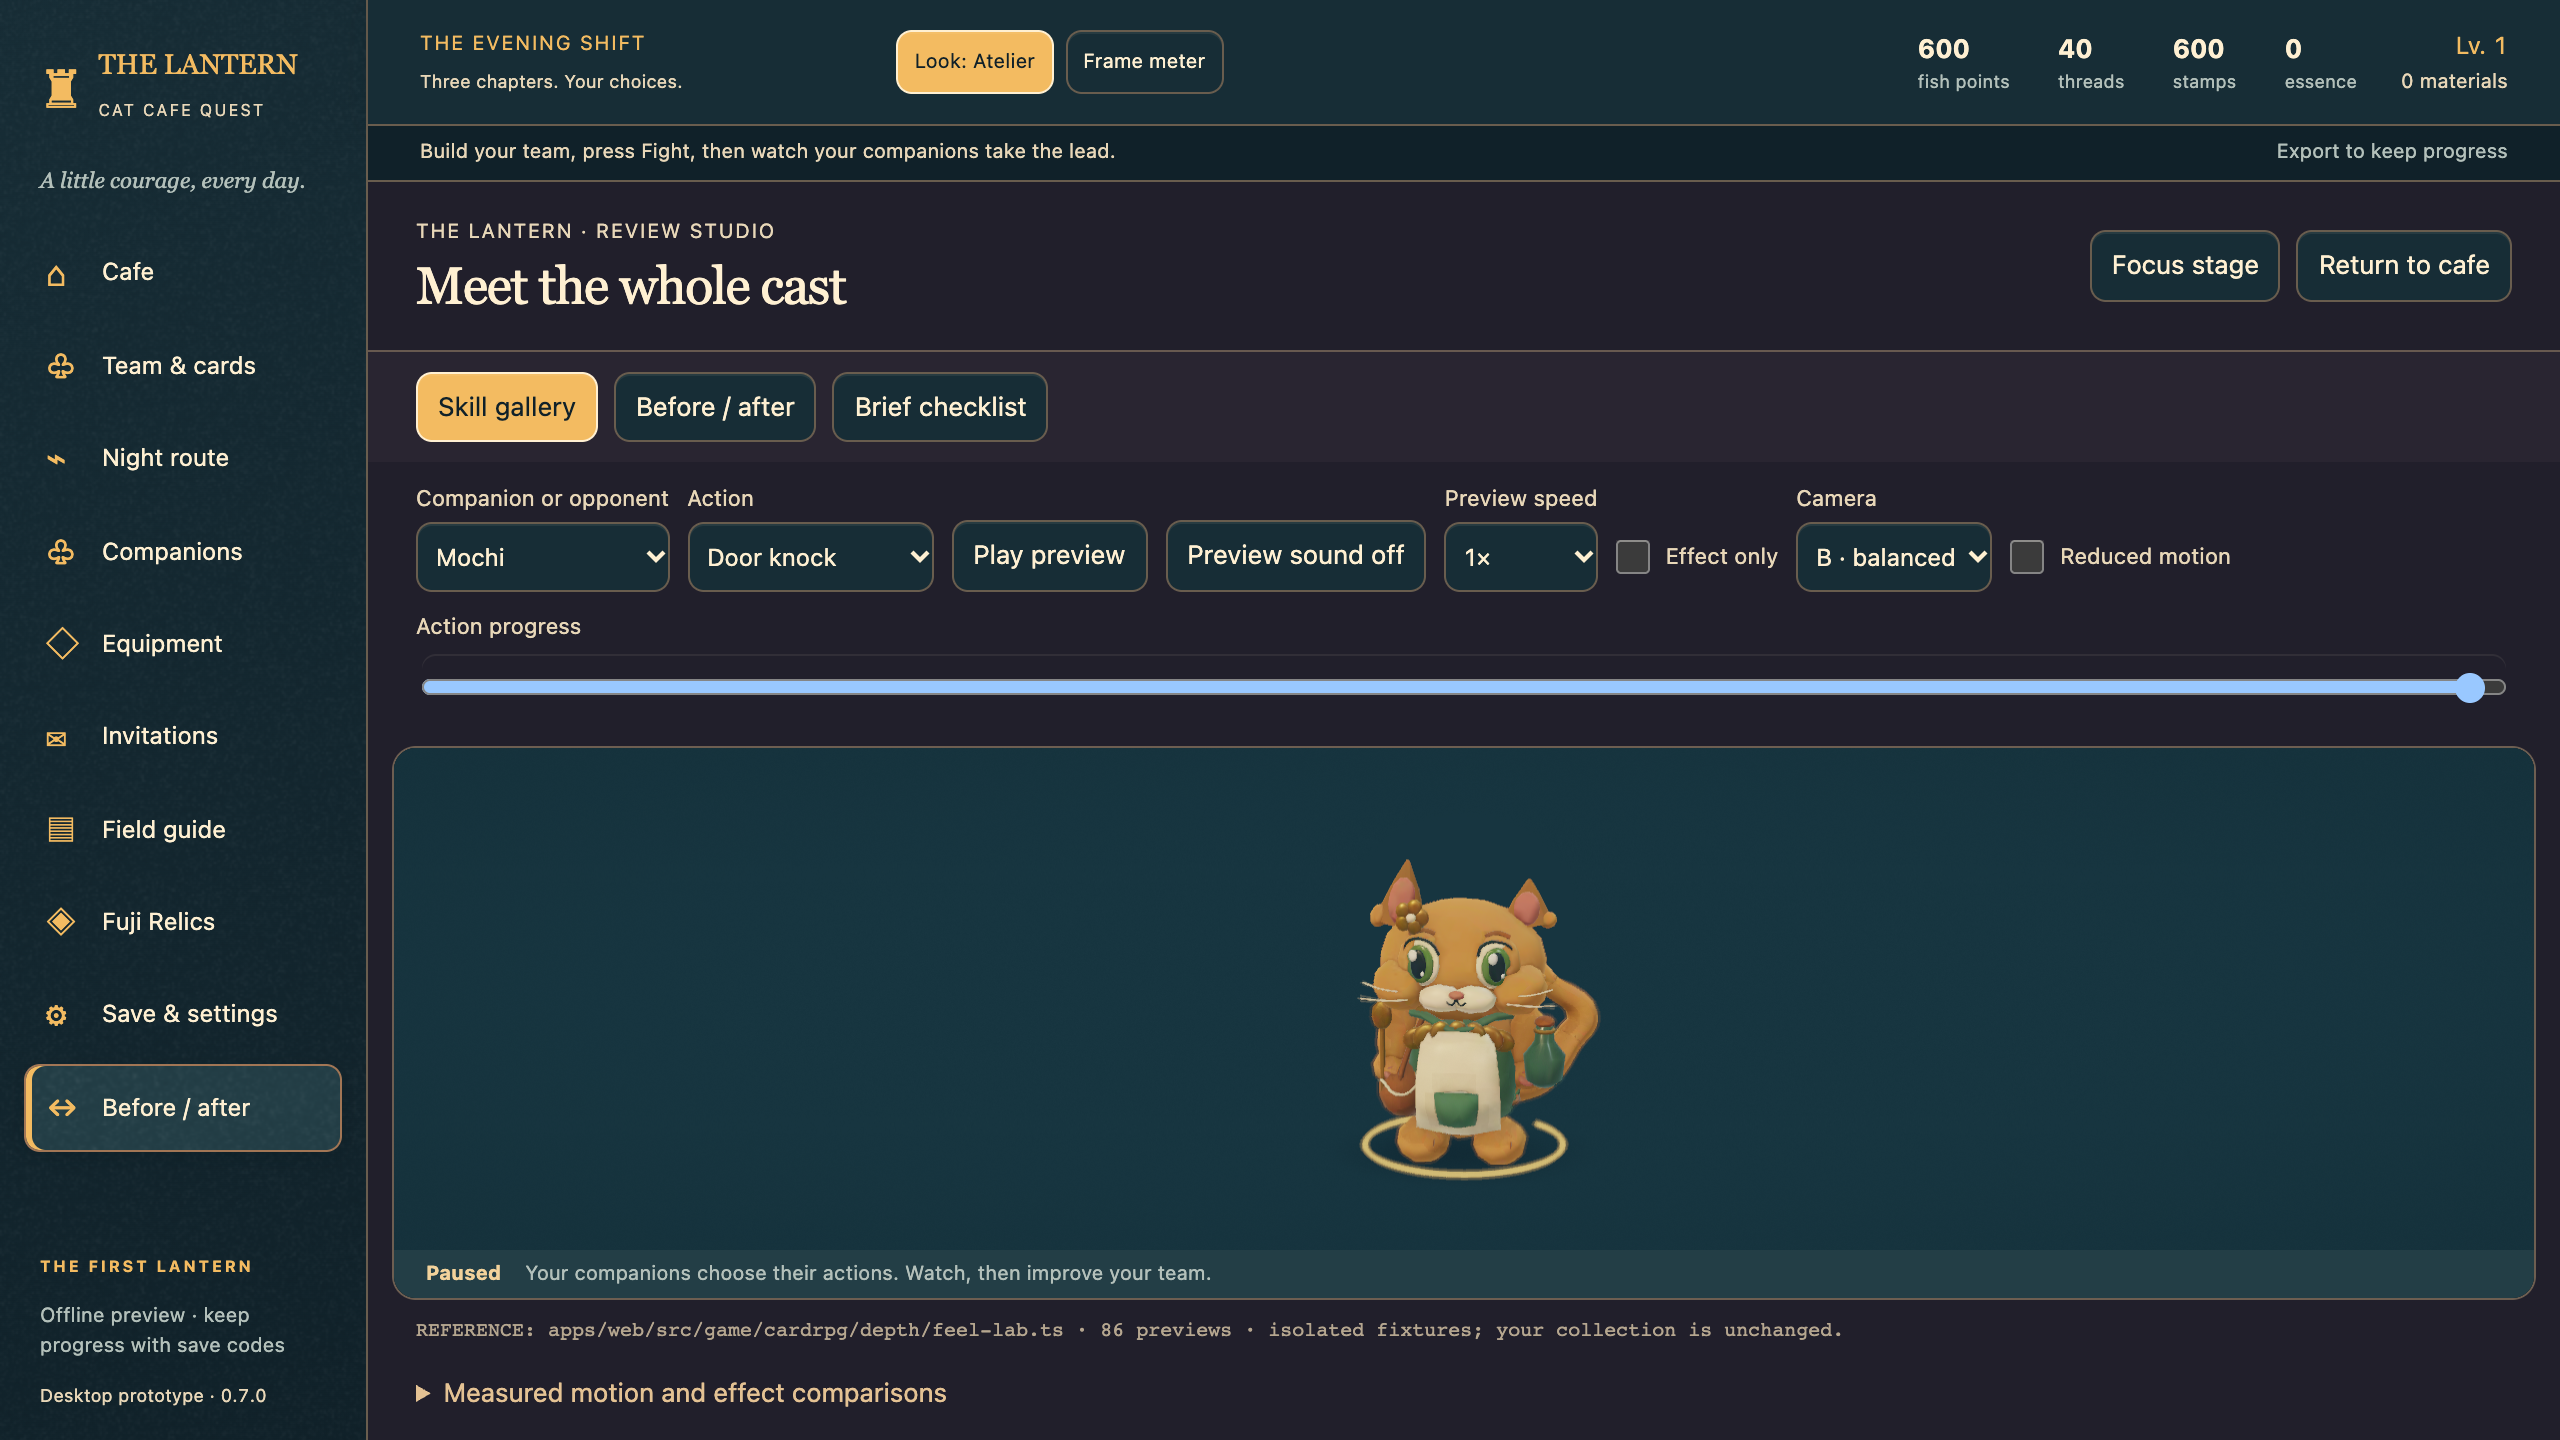 THE LANTERN
CAT CAFE QUEST
A little courage, every day.
Cafe
Team & cards
Night route
Companions
Equipment
Invitations
Field guide
Fuji Relics
Save & settings
Before / after
THE FIRST LANTERN
Offline preview · keep
progress with save codes
Desktop prototype · 0.7.0
THE EVENING SHIFT
Three chapters. Your choices.
Look: Atelier
Frame meter
600
fish points
40
threads
600
stamps
0
essence
Lv. 1
0 materials
Build your team, press Fight, then watch your companions take the lead.
Export to keep progress
THE LANTERN · REVIEW STUDIO
Meet the whole cast
Focus stage
Return to cafe
Skill gallery
Before / after
Brief checklist
Companion or opponent
Mochi
Action
Door knock
Play preview
Preview sound off
Preview speed
1×
Effect only
Camera
B · balanced
Reduced motion
Action progress
Paused Your companions choose their actions. Watch, then improve your team.
REFERENCE: apps/web/src/game/cardrpg/depth/feel-lab.ts · 86 previews · isolated fixtures; your collection is unchanged.
Measured motion and effect comparisons